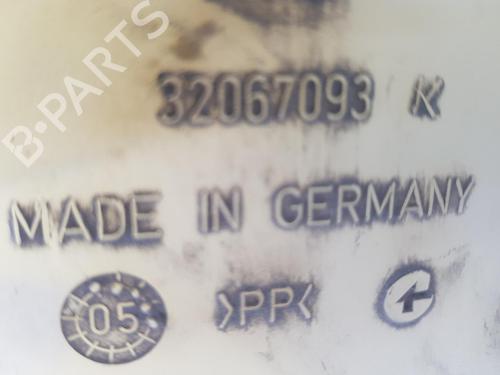 B-PARTS
32067093 K
MADE IN GERMANY
05 >PP<